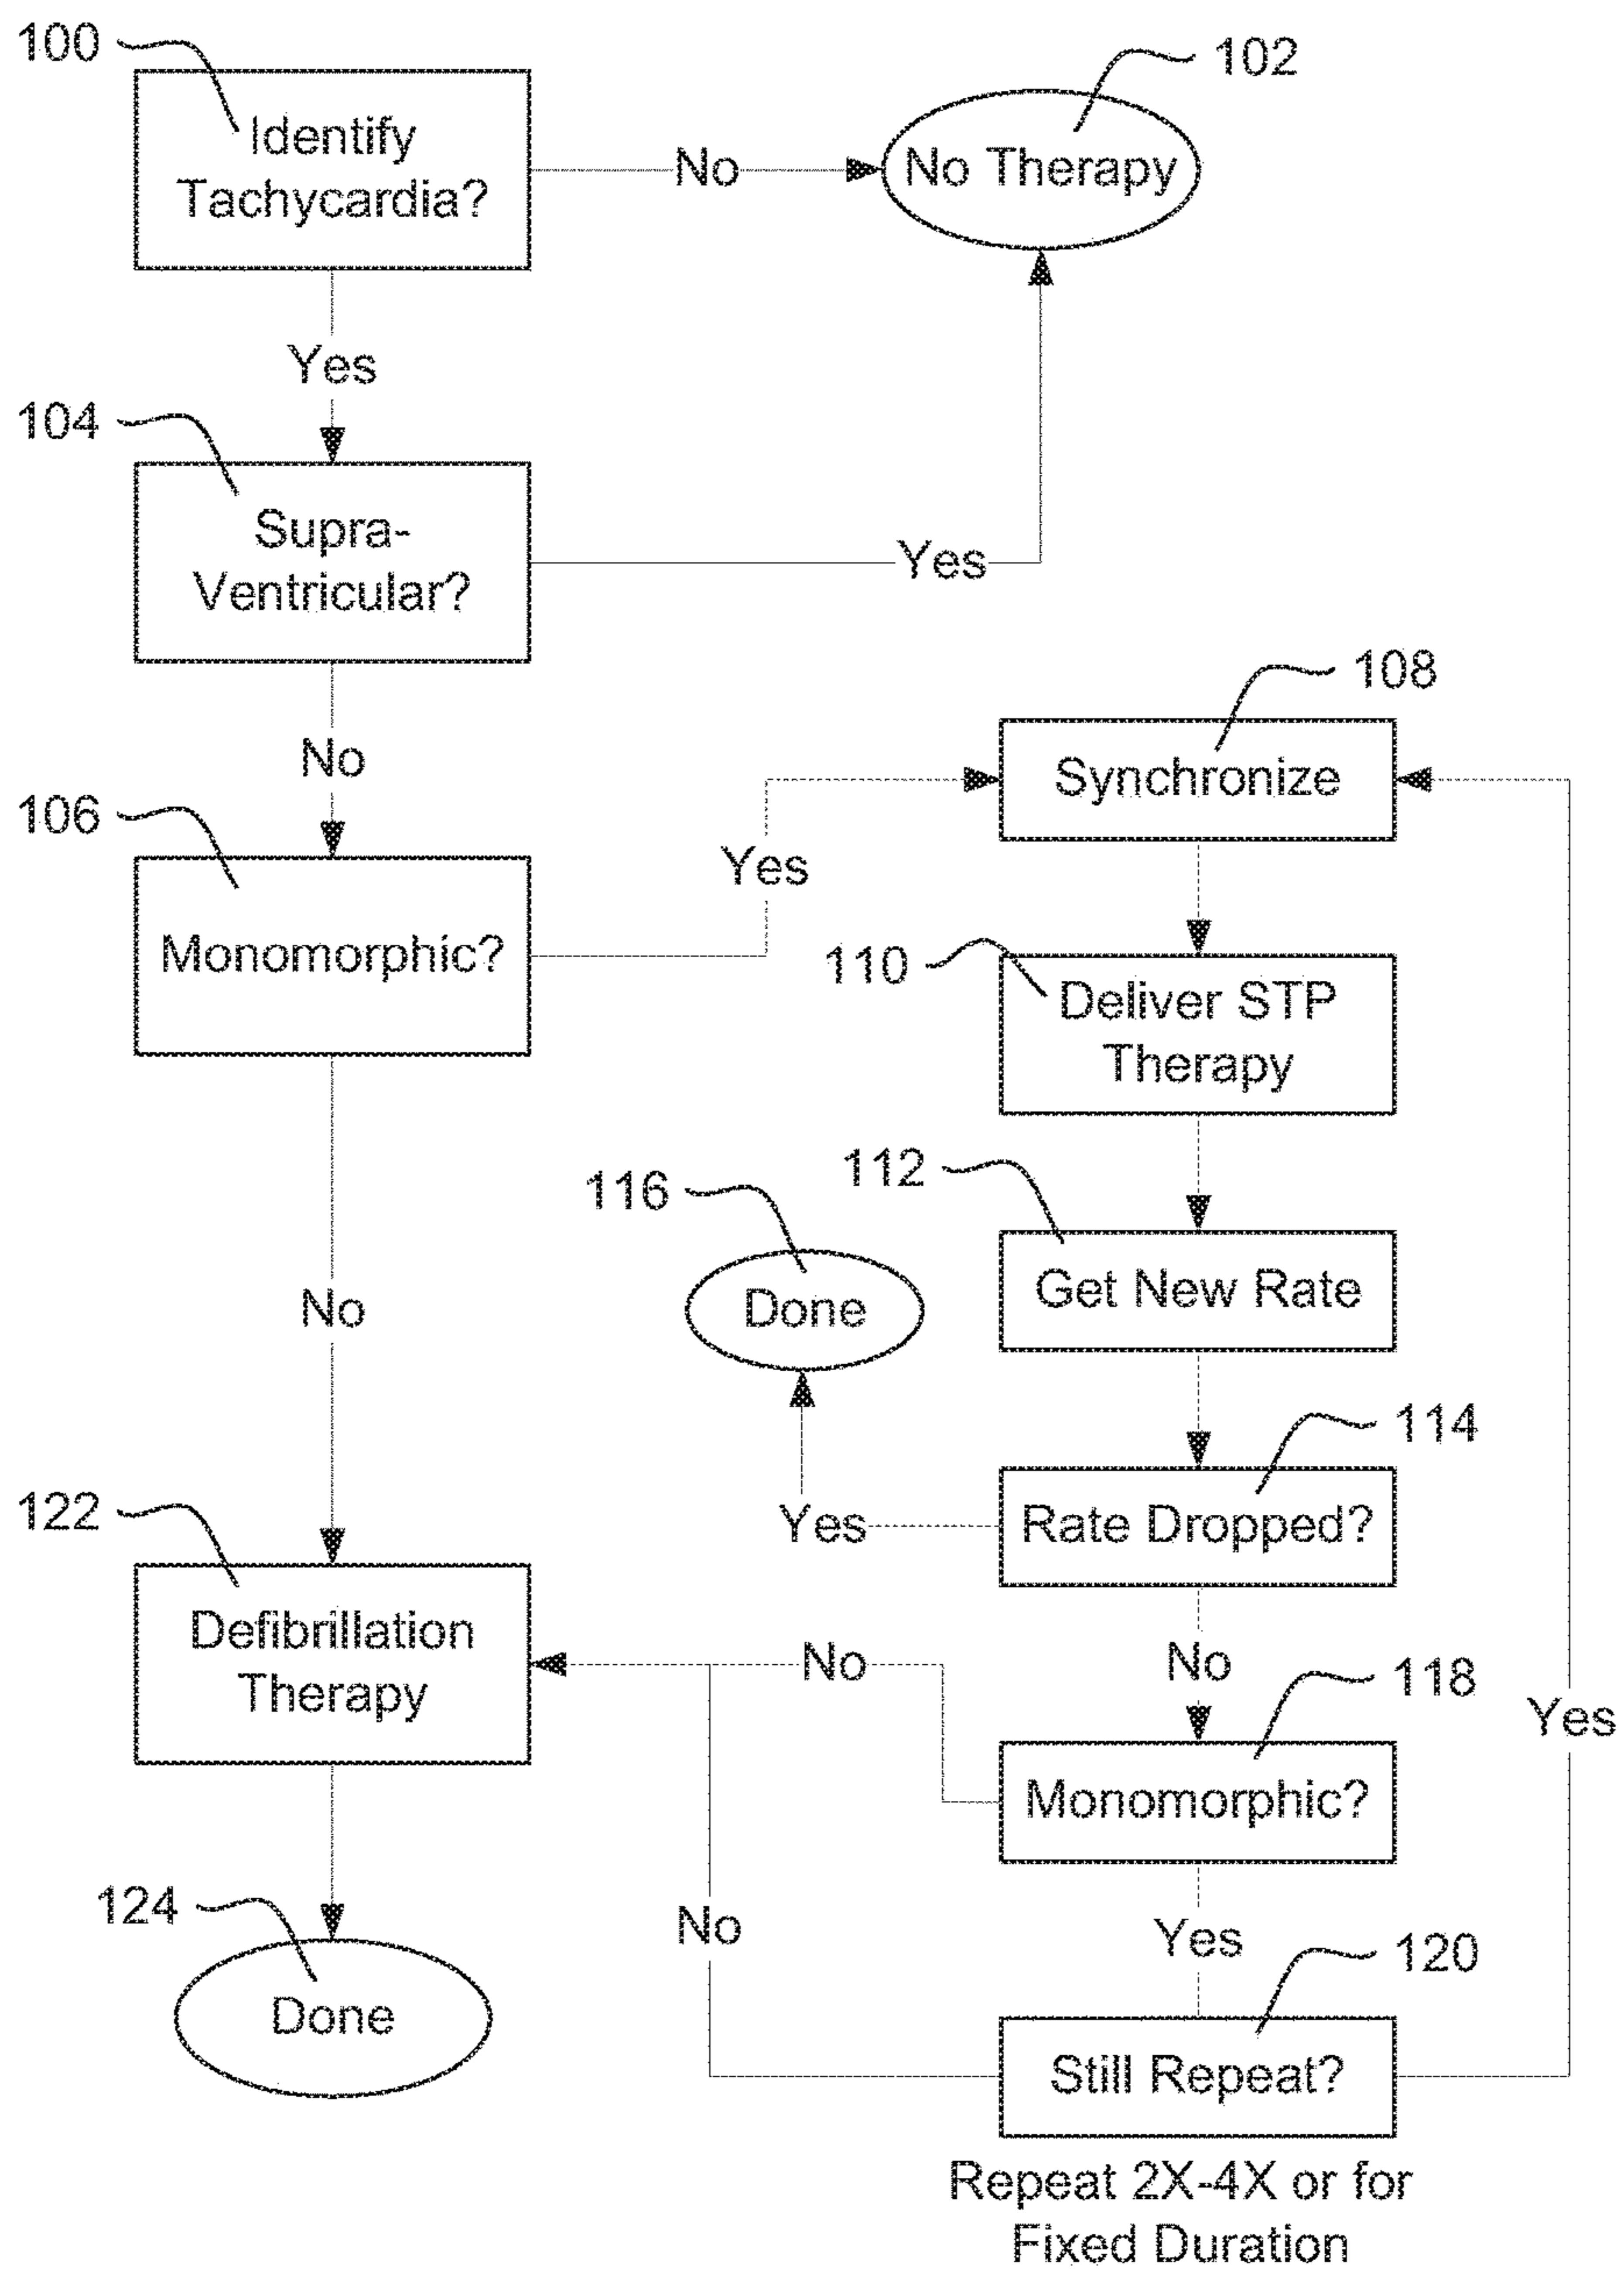 100
Identify
Tachycardia?
No
102
No Therapy
Yes
104
Supra-
Ventricular?
Yes
No
106
Monomorphic?
Yes
108
Synchronize
110
Deliver STP
Therapy
112
Get New Rate
116
Done
No
114
Rate Dropped?
Yes
122
Defibrillation
Therapy
No
No
118
Monomorphic?
Yes
124
Done
No
Yes
120
Still Repeat?
Repeat 2X-4X or for
Fixed Duration